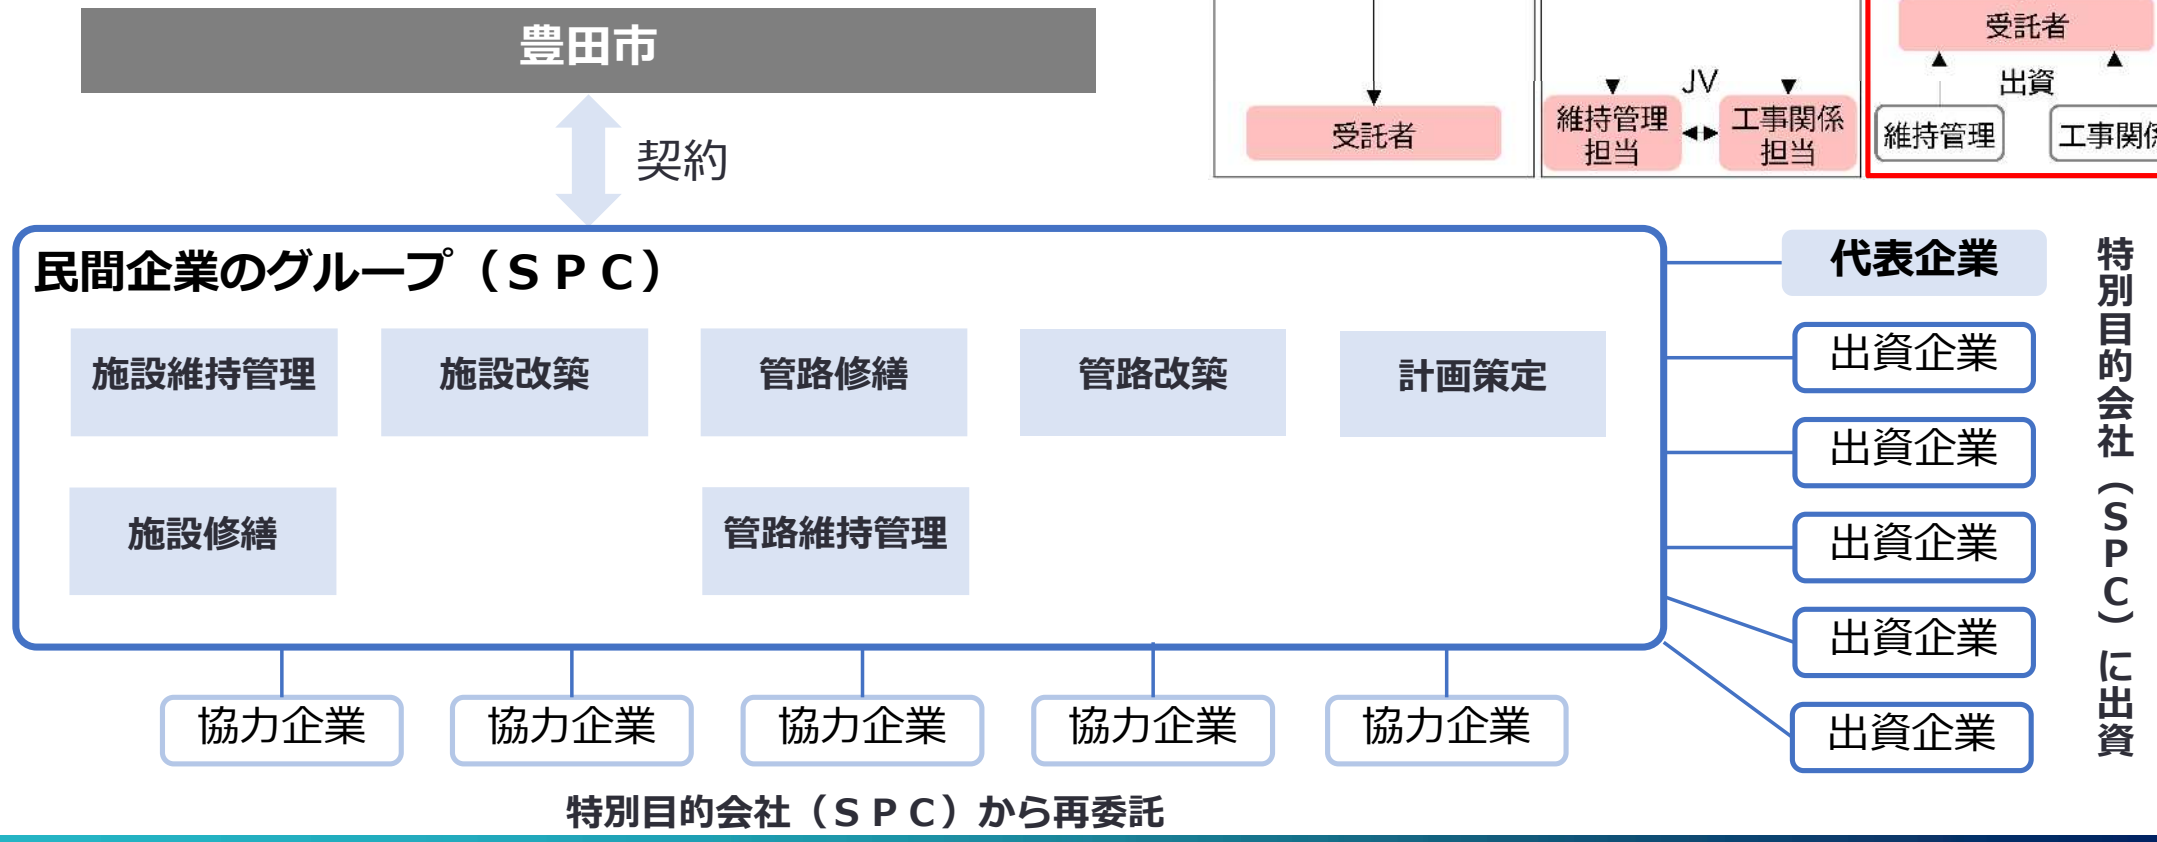 豊田市
契約
受託者
JV
維持管理
担当
工事関係
担当
受託者
出資
維持管理
工事関係
民間企業のグループ（ＳＰＣ）
施設維持管理
施設改築
管路修繕
管路改築
計画策定
施設修繕
管路維持管理
代表企業
出資企業
出資企業
出資企業
出資企業
出資企業
特別目的会社（ＳＰＣ）に出資
協力企業
協力企業
協力企業
協力企業
協力企業
特別目的会社（ＳＰＣ）から再委託